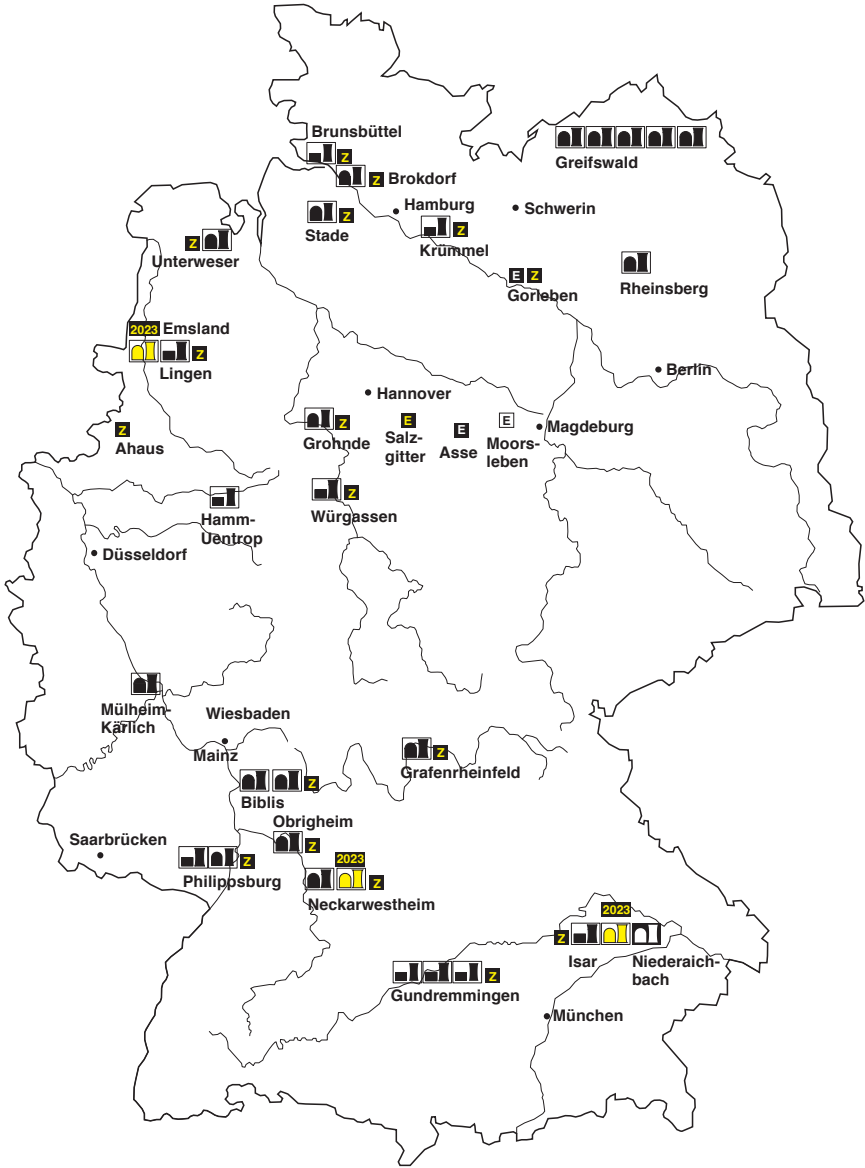 Brunsbüttel
Z
Z Brokdorf
Greifswald
Z
Stade
Hamburg
Schwerin
Z
Krümmel
Z
Unterweser
E Z
Gorleben
Rheinsberg
2023 Emsland
Z
Lingen
Berlin
Hannover
Z
Ahaus
Z
Grohnde
E
Salz-
gitter
E
Asse
E
Moors-
leben
Magdeburg
Z
Würgassen
Hamm-
Uentrop
Düsseldorf
Mülheim-
Kärlich
Wiesbaden
Mainz
Z
Grafenrheinfeld
Z
Biblis
Obrigheim
Z
Saarbrücken
Z
Philippsburg
2023
Z
Neckarwestheim
2023
Z
Isar
Niederaich-
bach
Z
Gundremmingen
München